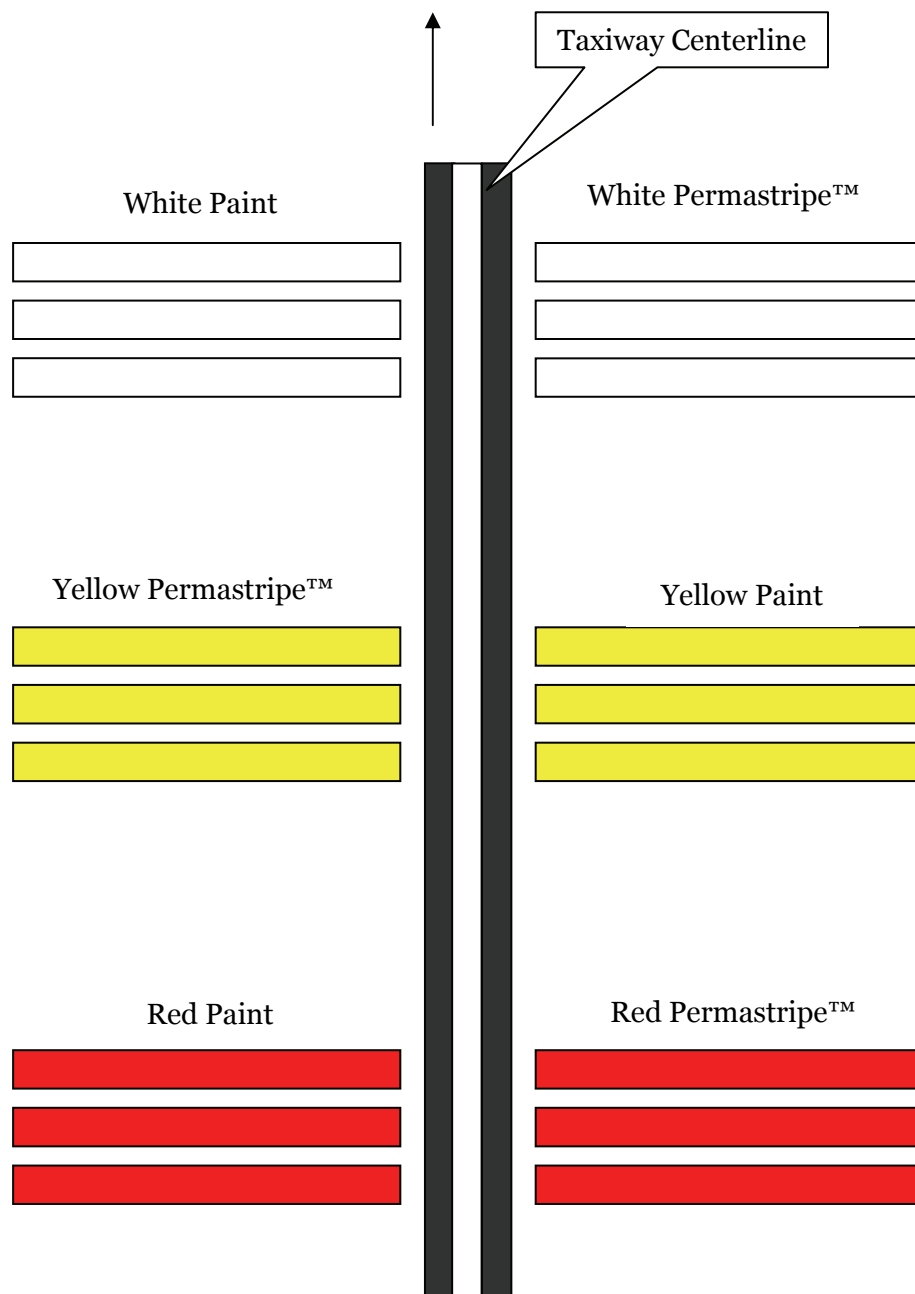 Taxiway Centerline
White Paint
White Permastripe™
Yellow Permastripe™
Yellow Paint
Red Paint
Red Permastripe™